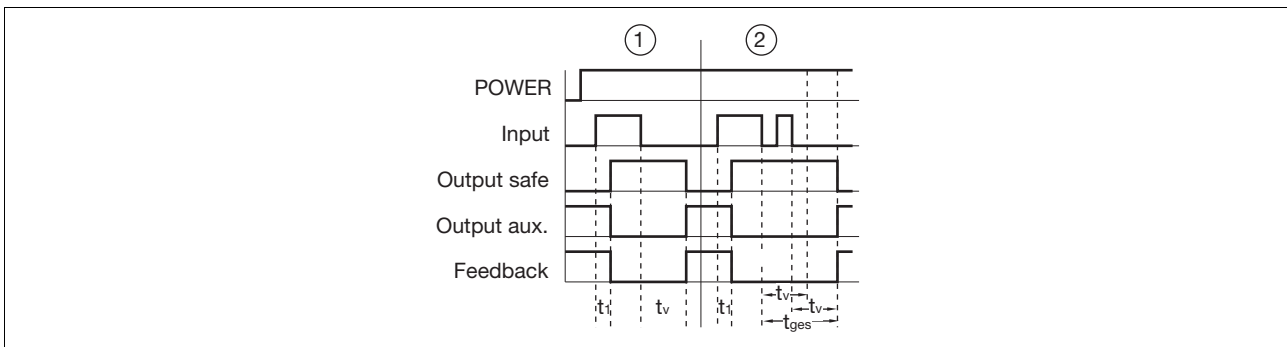 1 2
POWER
Input
Output safe
Output aux.
Feedback
t1 tv t1 tv tv
tges